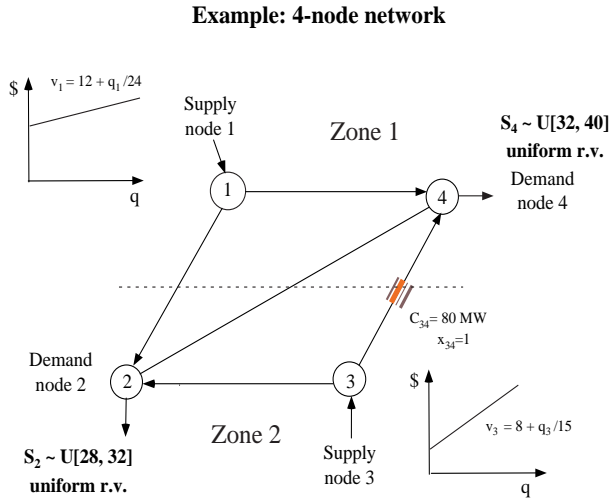 Example: 4-node network
$
v₁ = 12 + q₁ /24
q
Supply
node 1
Zone 1
S₄ ~ U[32, 40]
uniform r.v.
Demand
node 4
1
4
C₃₄= 80 MW
x₃₄=1
Demand
node 2
2
3
$
v₃ = 8 + q₃ /15
q
Zone 2
Supply
node 3
S₂ ~ U[28, 32]
uniform r.v.